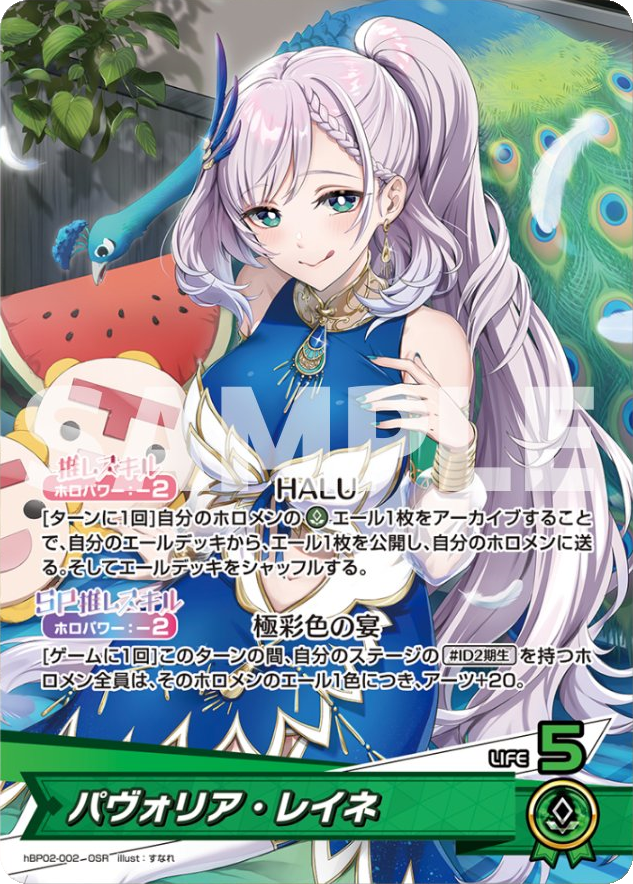 SAMPLE
推しスキル
ホロパワー：－2
HALU
[ターンに1回]自分のホロメンの エール1枚をアーカイブすること
で、自分のエールデッキから、エール1枚を公開し、自分のホロメンに送
る。そしてエールデッキをシャッフルする。
SP推しスキル
ホロパワー：－2
極彩色の宴
[ゲームに1回]このターンの間、自分のステージの #ID2期生 を持つホ
ロメン全員は、そのホロメンのエール1色につき、アーツ+20。
LIFE 5
パヴォリア・レイネ
hBP02-002 - OSR illust：すなれ